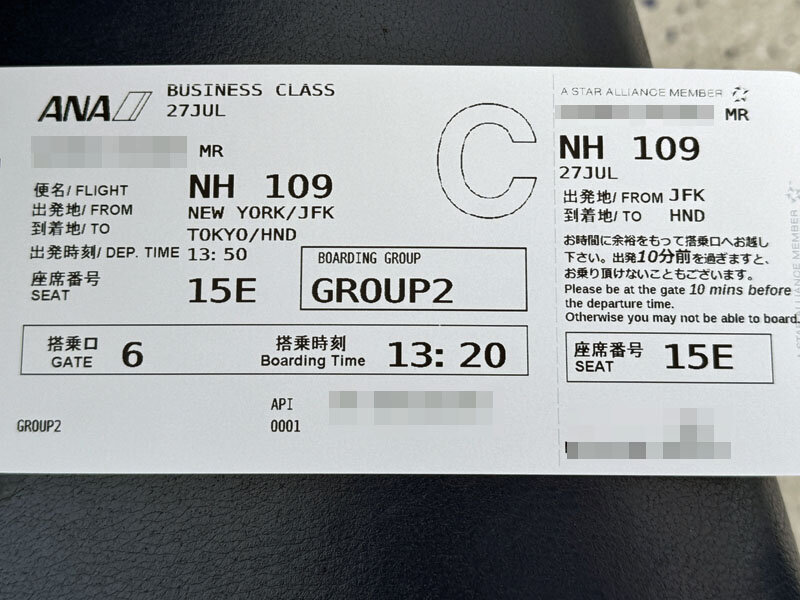 ANA
BUSINESS CLASS
27JUL
MR
便名/ FLIGHT NH 109
出発地/ FROM NEW YORK/JFK
到着地/ TO TOKYO/HND
出発時刻/ DEP. TIME 13:50
座席番号
SEAT 15E
BOARDING GROUP
GROUP2
搭乗口
GATE 6
搭乗時刻
Boarding Time 13:20
API
0001
GROUP2
C
A STAR ALLIANCE MEMBER
MR
NH 109
27JUL
出発地/ FROM JFK
到着地/ TO HND
お時間に余裕をもって搭乗口へお越し
下さい。出発10分前を過ぎますと、
お乗り頂けないこともございます。
Please be at the gate 10 mins before
the departure time.
Otherwise you may not be able to board.
座席番号
SEAT 15E
STAR ALLIANCE MEMBER